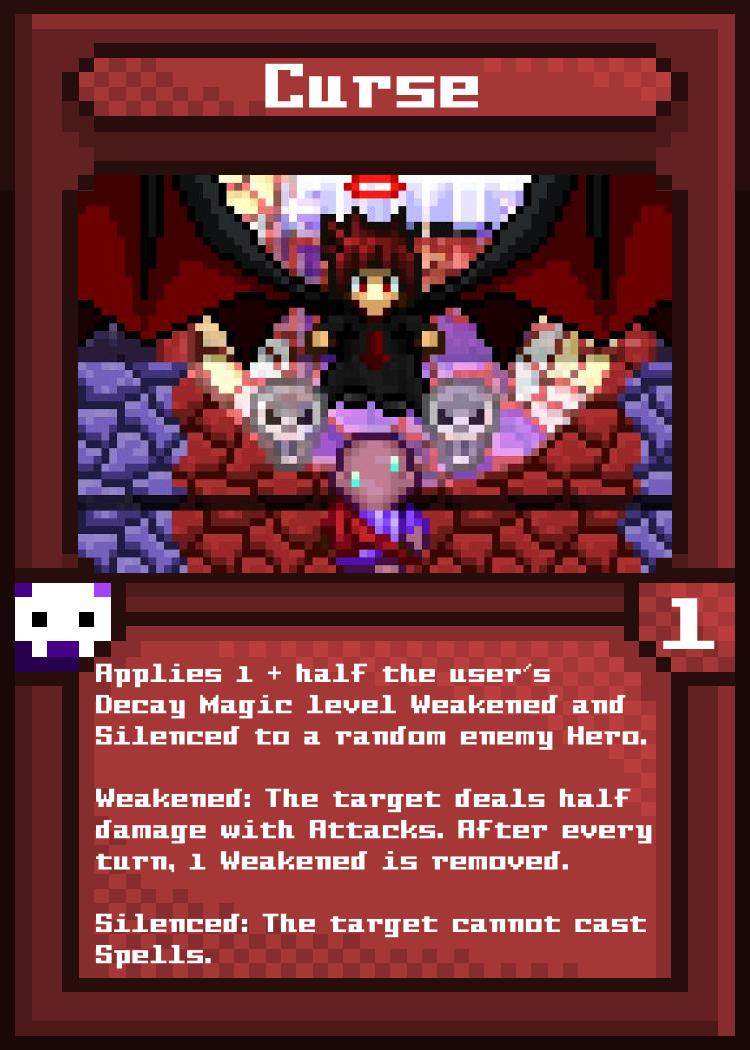 Curse
1
Applies 1 + half the user's
Decay Magic level Weakened and
Silenced to a random enemy Hero.
Weakened: The target deals half
damage with Attacks. After every
turn, 1 Weakened is removed.
Silenced: The target cannot cast
Spells.